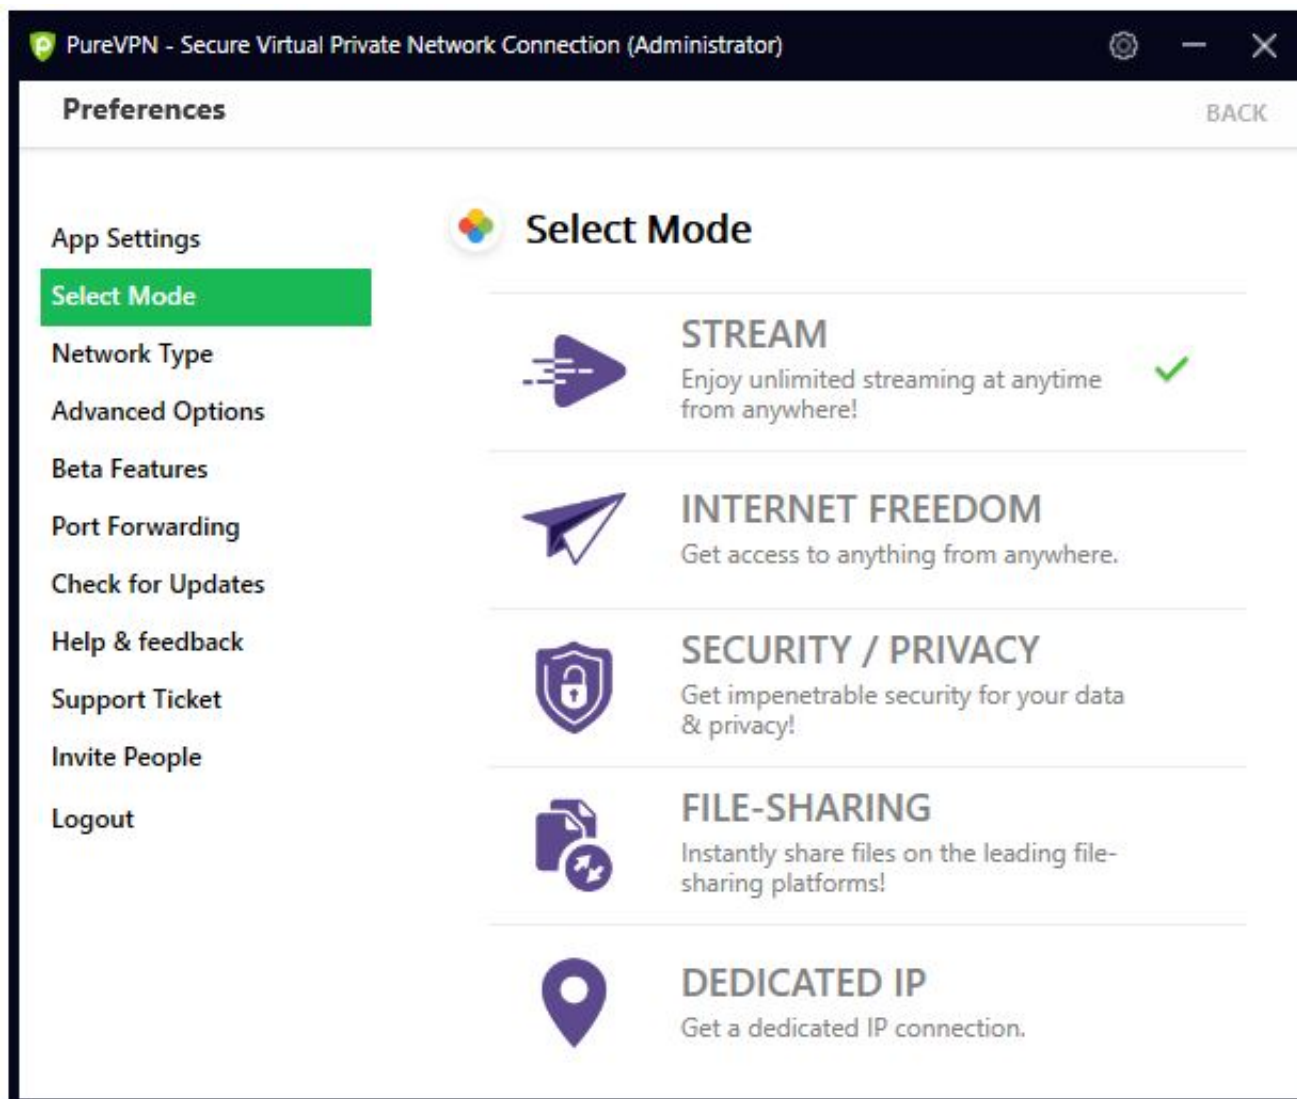 PureVPN - Secure Virtual Private Network Connection (Administrator)
Preferences
BACK
App Settings
Select Mode
Network Type
Advanced Options
Beta Features
Port Forwarding
Check for Updates
Help & feedback
Support Ticket
Invite People
Logout
Select Mode
STREAM
Enjoy unlimited streaming at anytime
from anywhere!
INTERNET FREEDOM
Get access to anything from anywhere.
SECURITY / PRIVACY
Get impenetrable security for your data
& privacy!
FILE-SHARING
Instantly share files on the leading file-
sharing platforms!
DEDICATED IP
Get a dedicated IP connection.